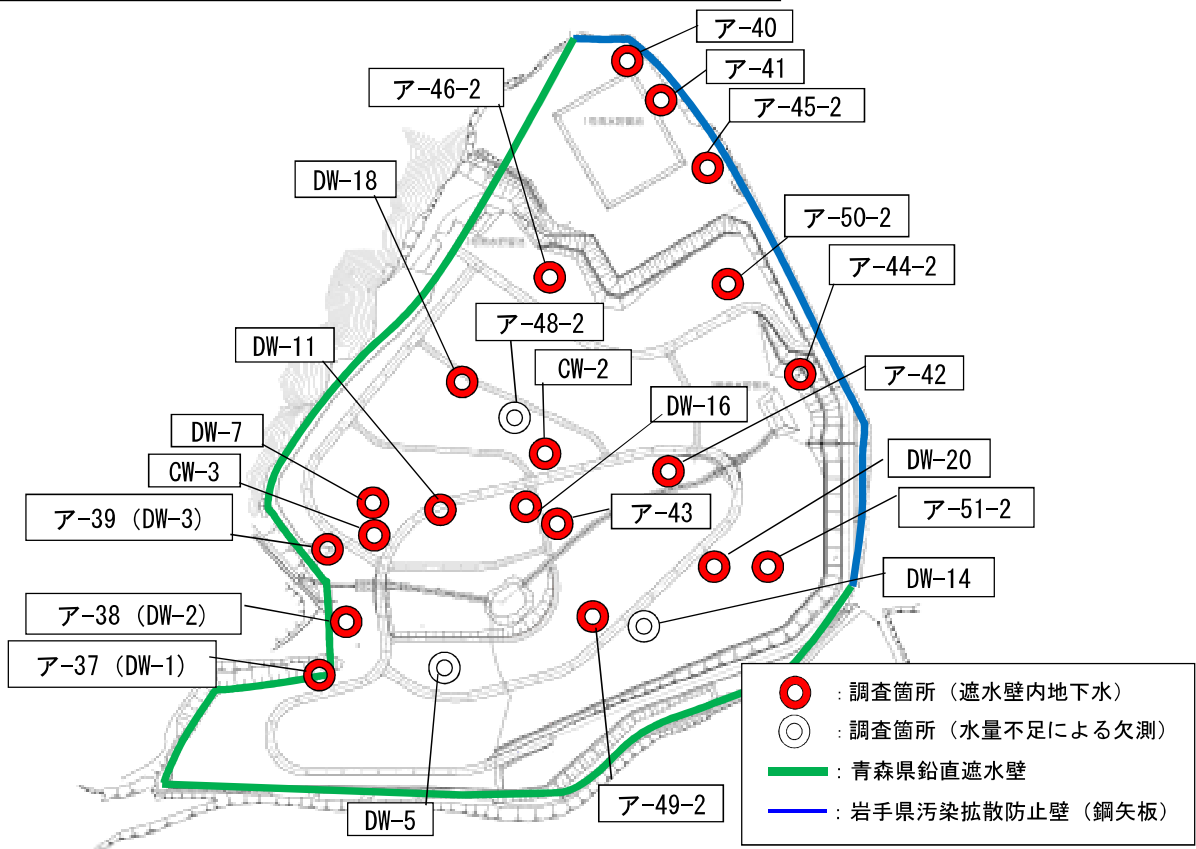 ア-40
ア-41
ア-46-2
ア-45-2
DW-18
ア-50-2
ア-44-2
ア-48-2
DW-11
CW-2
ア-42
DW-16
DW-7
DW-20
CW-3
ア-43
ア-51-2
ア-39 (DW-3)
DW-14
ア-38 (DW-2)
ア-37 (DW-1)
:調査箇所（遮水壁内地下水）
:調査箇所（水量不足による欠測）
:青森県鉛直遮水壁
:岩手県汚染拡散防止壁（鋼矢板）
ア-49-2
DW-5